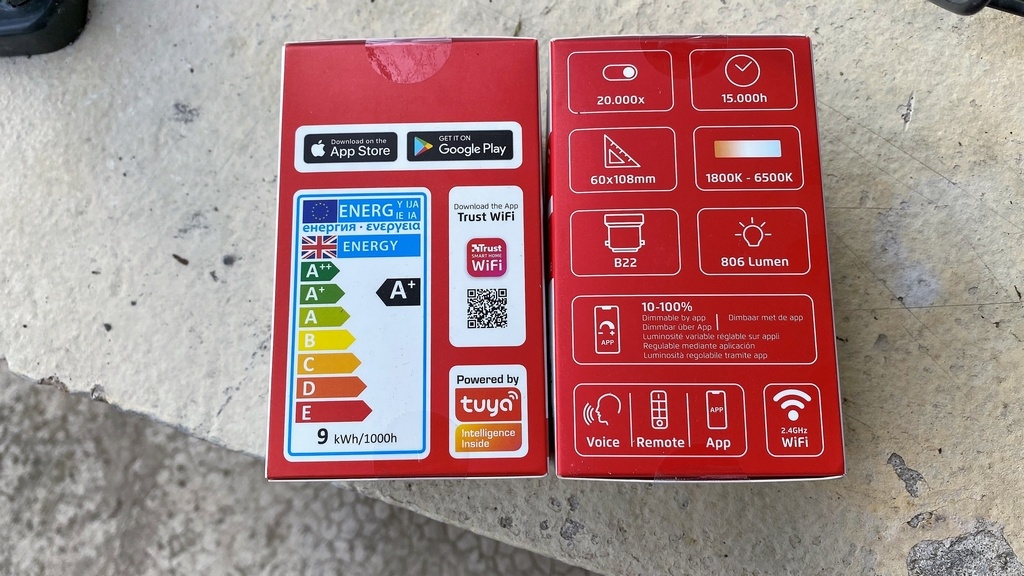 Download on the
App Store
GET IT ON
Google Play
ENERG Y IJA
IE IA
енергия · ενεργεια
ENERGY
A++
A+
A
B
C
D
E
A+
9 kWh/1000h
Download the App
Trust WiFi
Trust
SMART HOME
WiFi
Powered by
tuya
Intelligence
Inside
20.000x
15.000h
60x108mm
1800K - 6500K
B22
806 Lumen
10-100%
Dimmable by app | Dimbaar met de app
Dimmbar über App
Luminosité variable réglable sur appli
Regulable mediante aplicación
Luminosità regolabile tramite app
APP
Voice
Remote
APP
App
2.4GHz
WiFi